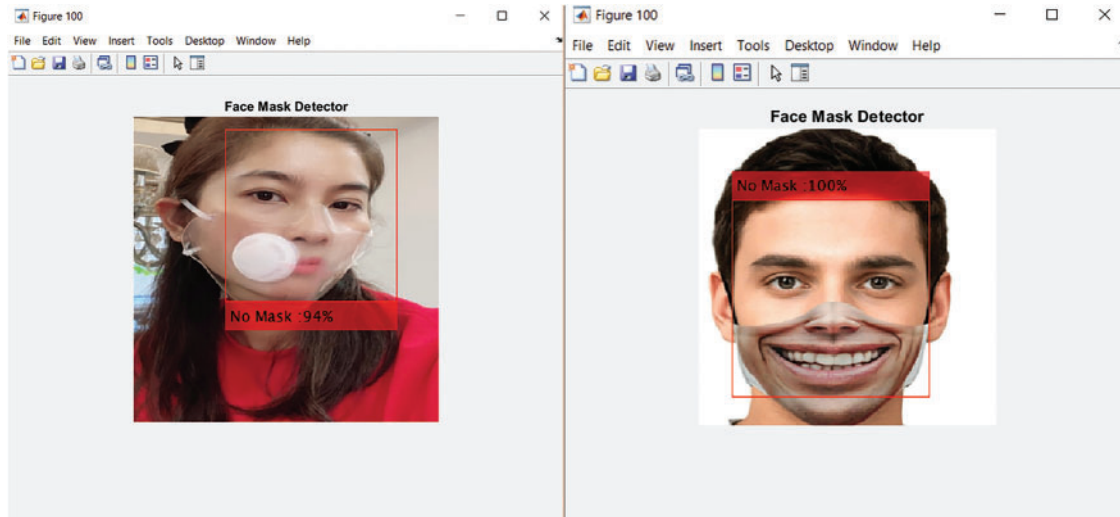 Figure 100
File Edit View Insert Tools Desktop Window Help
Face Mask Detector
No Mask :94%
Figure 100
File Edit View Insert Tools Desktop Window Help
Face Mask Detector
No Mask :100%